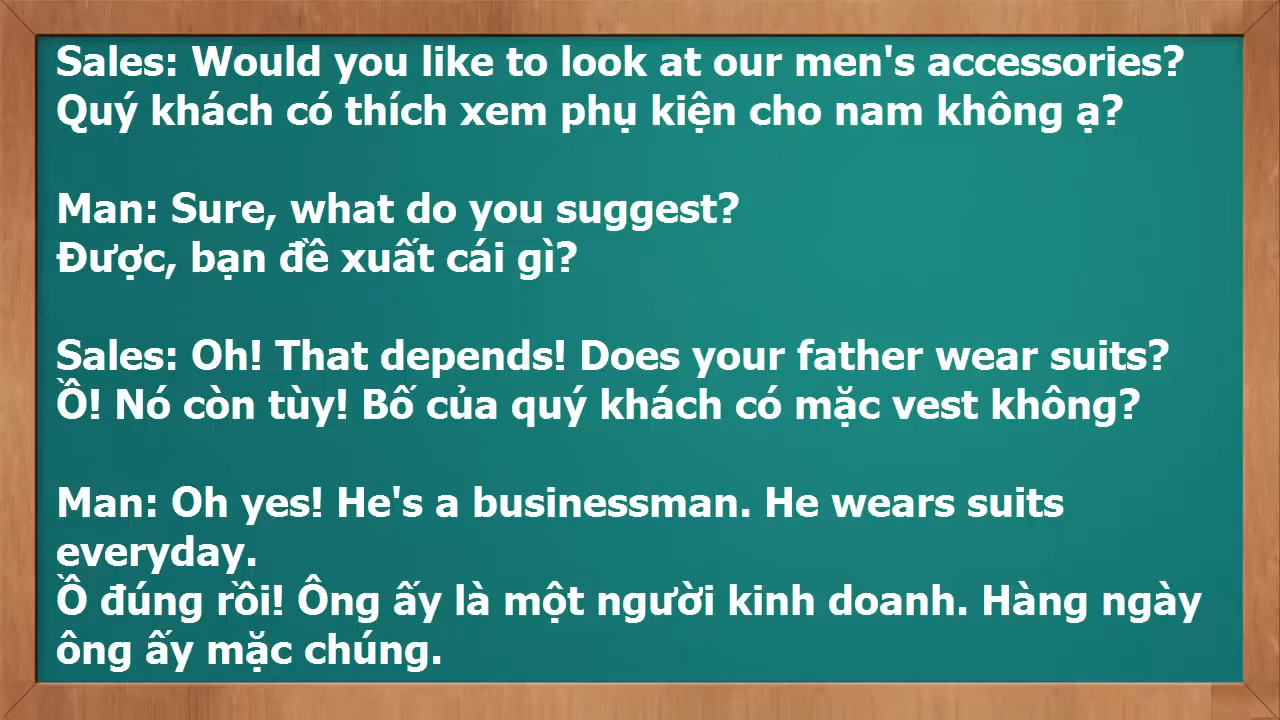 Sales: Would you like to look at our men's accessories?
Quý khách có thích xem phụ kiện cho nam không ạ?
Man: Sure, what do you suggest?
Được, bạn đề xuất cái gì?
Sales: Oh! That depends! Does your father wear suits?
Ồ! Nó còn tùy! Bố của quý khách có mặc vest không?
Man: Oh yes! He's a businessman. He wears suits
everyday.
Ồ đúng rồi! Ông ấy là một người kinh doanh. Hàng ngày
ông ấy mặc chúng.